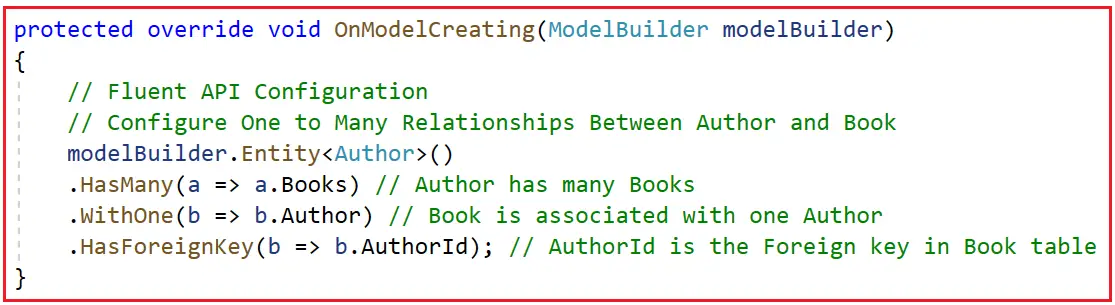 protected override void OnModelCreating(ModelBuilder modelBuilder)
{
// Fluent API Configuration
// Configure One to Many Relationships Between Author and Book
modelBuilder.Entity<Author>()
.HasMany(a => a.Books) // Author has many Books
.WithOne(b => b.Author) // Book is associated with one Author
.HasForeignKey(b => b.AuthorId); // AuthorId is the Foreign key in Book table
}